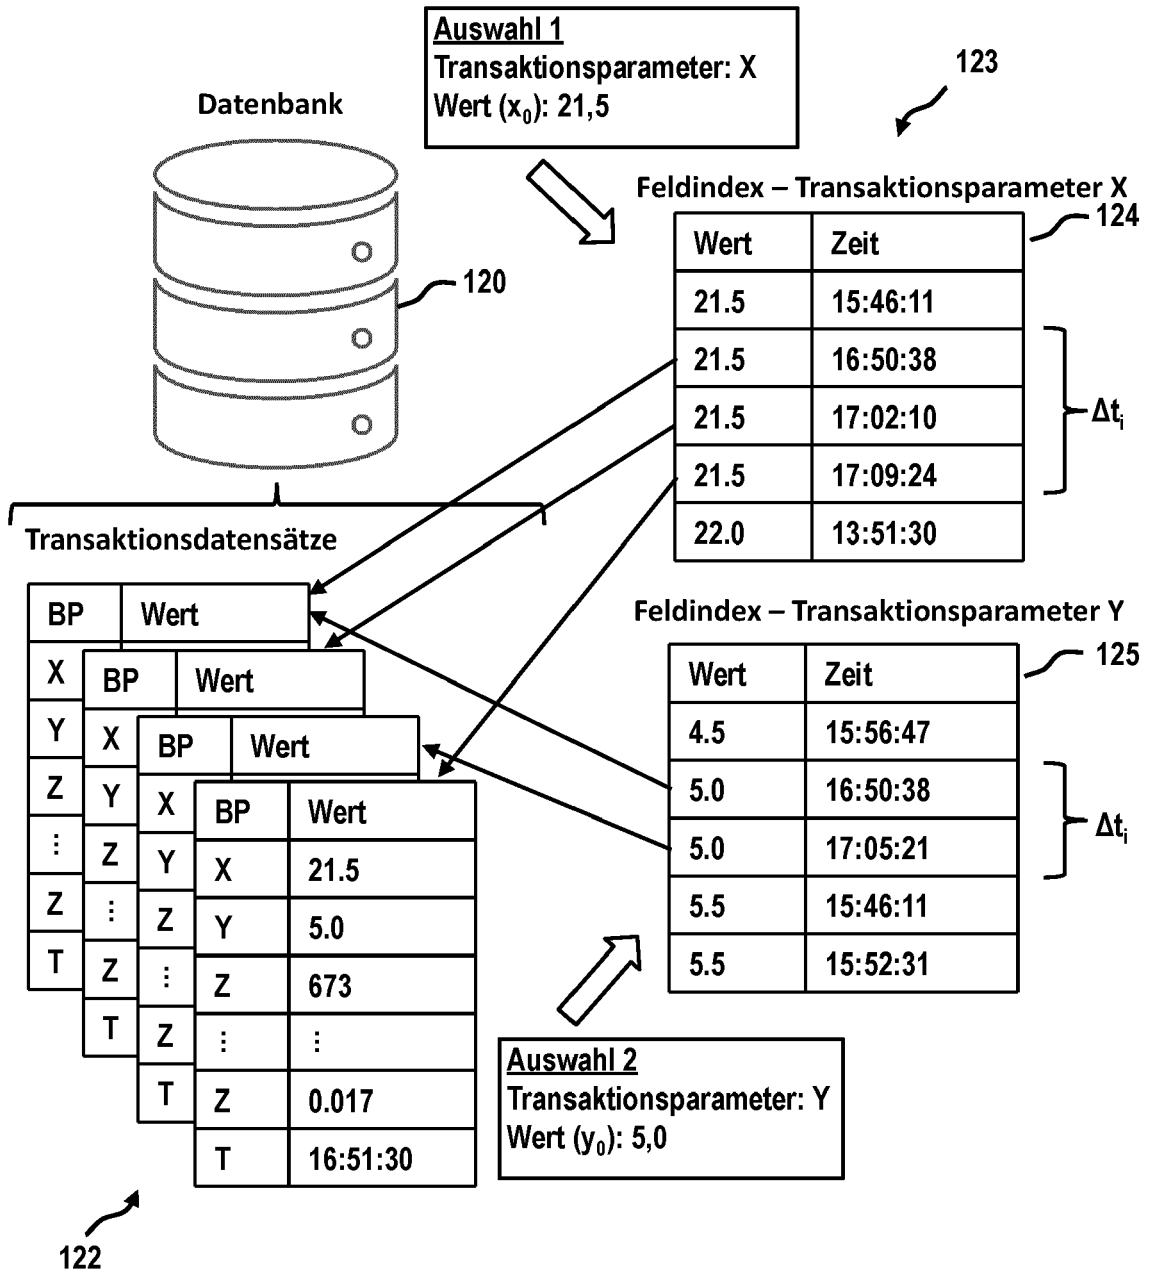 Auswahl 1
Transaktionsparameter: X
Wert (x0): 21,5
123
Datenbank
120
Feldindex – Transaktionsparameter X
124
Wert Zeit
21.5 15:46:11
21.5 16:50:38
21.5 17:02:10
21.5 17:09:24
22.0 13:51:30
Δti
Transaktionsdatensätze
BP Wert
X
Y
Z
⋮
Z
T
BP Wert
X
Y
Z
⋮
Z
T
BP Wert
X
Y
Z
⋮
Z
T
BP Wert
X 21.5
Y 5.0
Z 673
⋮ ⋮
Z 0.017
T 16:51:30
122
Feldindex – Transaktionsparameter Y
125
Wert Zeit
4.5 15:56:47
5.0 16:50:38
5.0 17:05:21
5.5 15:46:11
5.5 15:52:31
Δti
Auswahl 2
Transaktionsparameter: Y
Wert (y0): 5,0